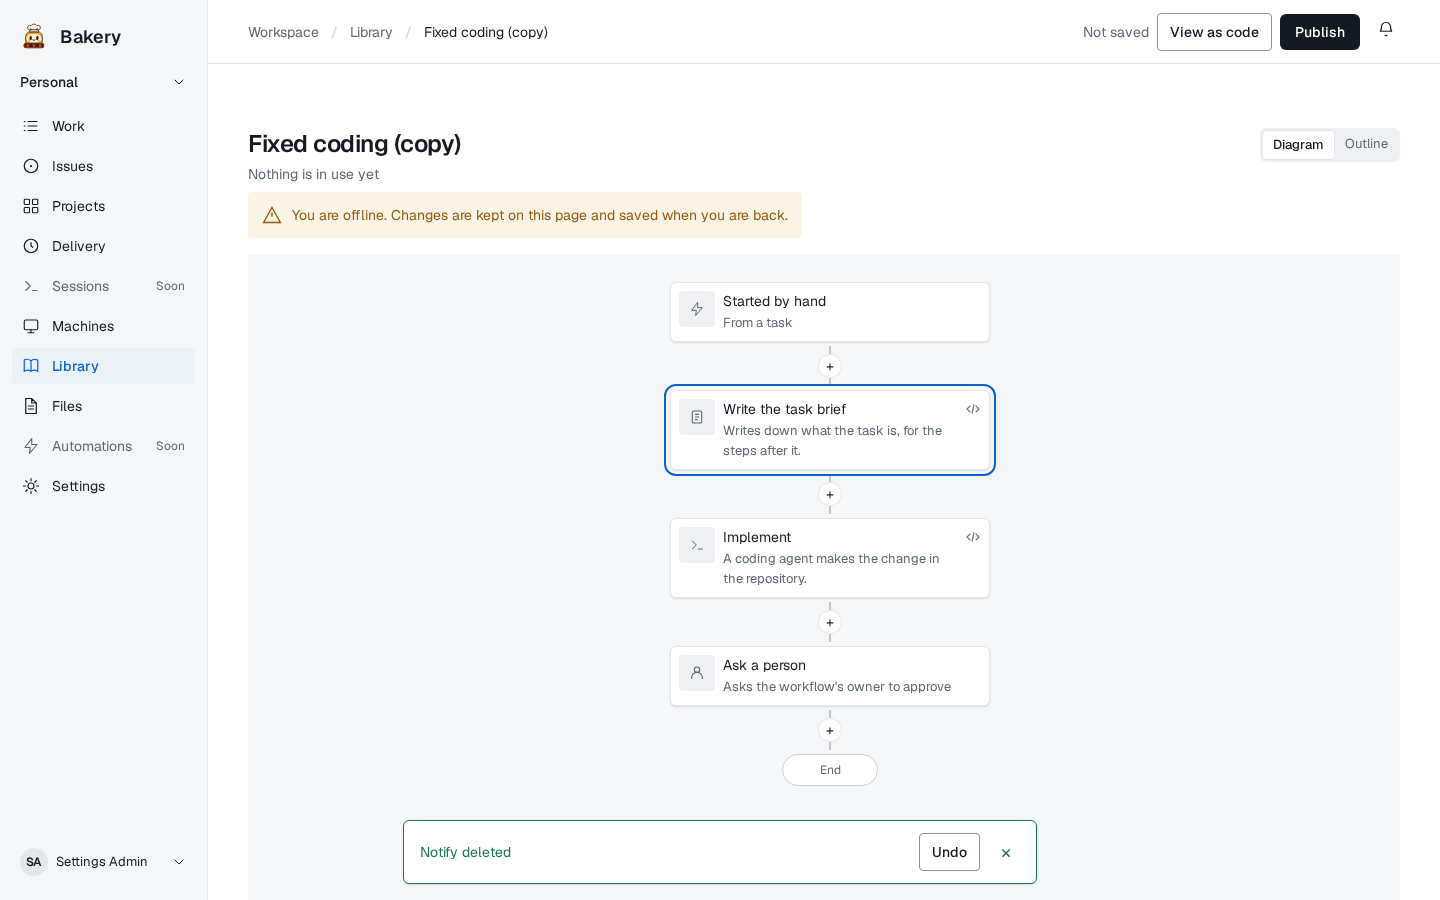 Bakery
Workspace / Library / Fixed coding (copy)
Not saved
View as code
Publish
Personal
Work
Issues
Projects
Delivery
Sessions Soon
Machines
Library
Files
Automations Soon
Settings
SA Settings Admin
Fixed coding (copy)
Nothing is in use yet
Diagram
Outline
You are offline. Changes are kept on this page and saved when you are back.
Started by hand
From a task
+
Write the task brief
Writes down what the task is, for the
steps after it.
+
Implement
A coding agent makes the change in
the repository.
+
Ask a person
Asks the workflow's owner to approve
+
End
Notify deleted
Undo